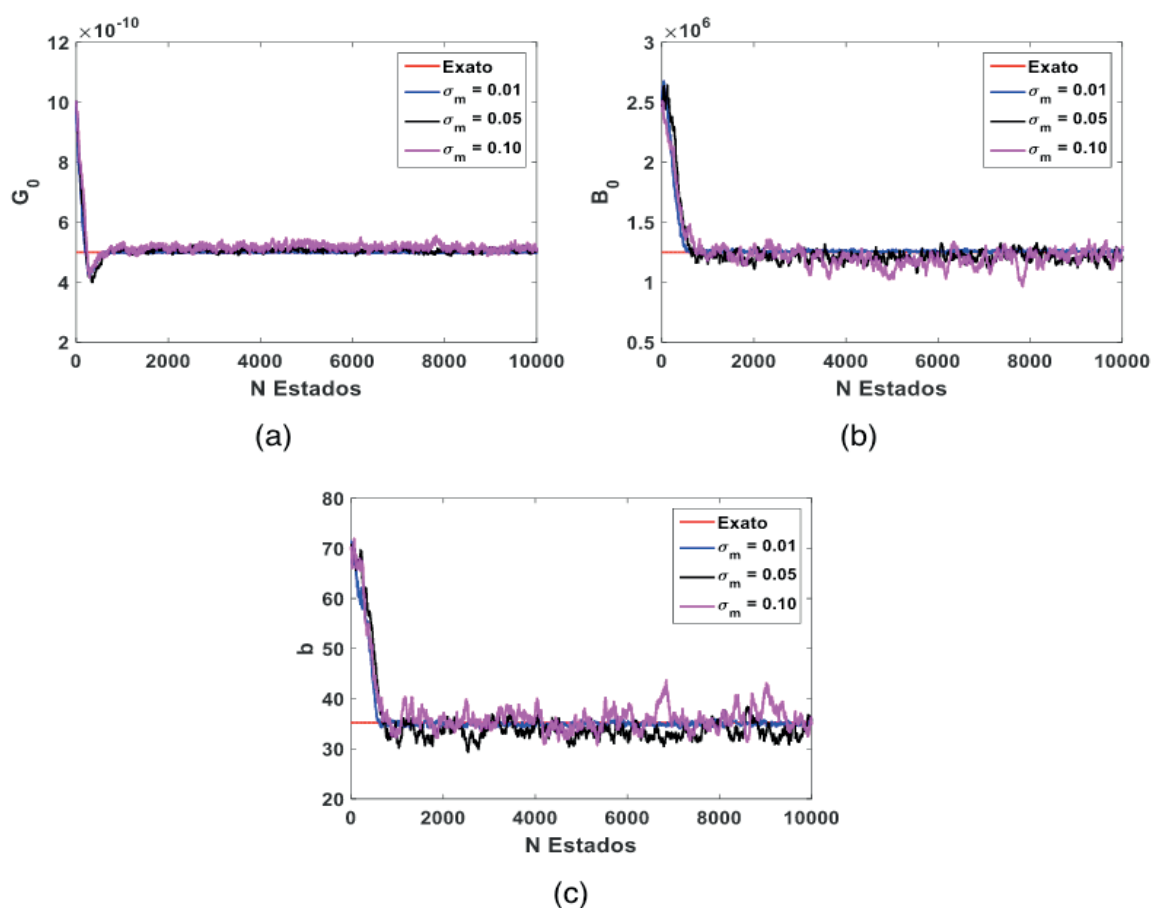 ×10⁻¹⁰
12
10
8
6
4
2
G₀
0 2000 4000 6000 8000 10000
N Estados
Exato
σₘ = 0.01
σₘ = 0.05
σₘ = 0.10
(a)
×10⁶
3
2.5
2
1.5
1
0.5
B₀
0 2000 4000 6000 8000 10000
N Estados
Exato
σₘ = 0.01
σₘ = 0.05
σₘ = 0.10
(b)
80
70
60
50
40
30
20
b
0 2000 4000 6000 8000 10000
N Estados
Exato
σₘ = 0.01
σₘ = 0.05
σₘ = 0.10
(c)